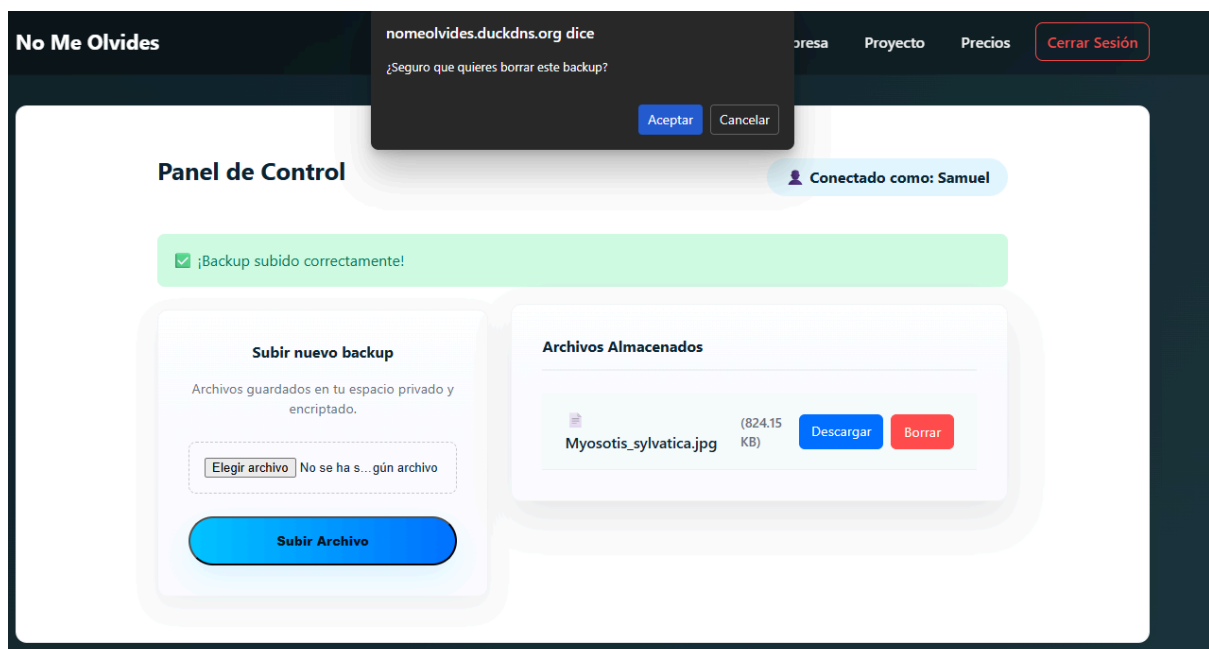 No Me Olvides
nomeolvides.duckdns.org dice
¿Seguro que quieres borrar este backup?
Aceptar
Cancelar
Proyecto
Precios
Cerrar Sesión
Panel de Control
Conectado como: Samuel
¡Backup subido correctamente!
Subir nuevo backup
Archivos guardados en tu espacio privado y
encriptado.
Elegir archivo No se ha s...gún archivo
Subir Archivo
Archivos Almacenados
Myosotis_sylvatica.jpg
(824.15
KB)
Descargar
Borrar